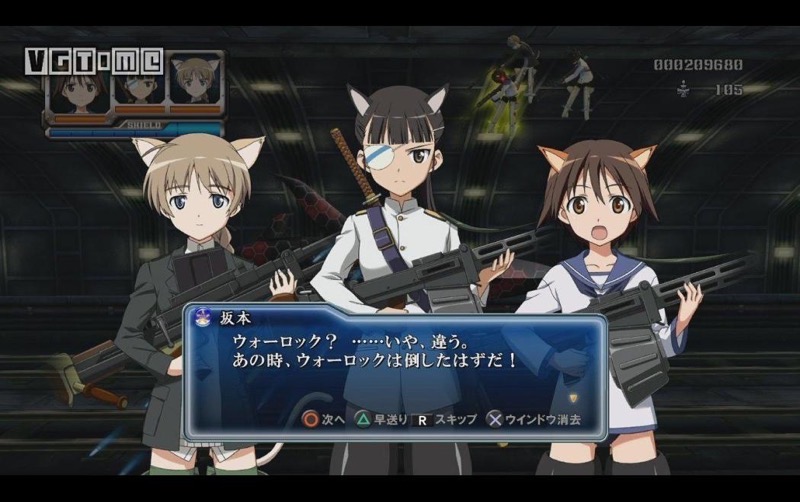 VGTIME
000209680
105
SHIELD
坂本
ウォーロック？ ……いや、違う。
あの時、ウォーロックは倒したはずだ！
次へ 早送り R スキップ ウインドウ消去